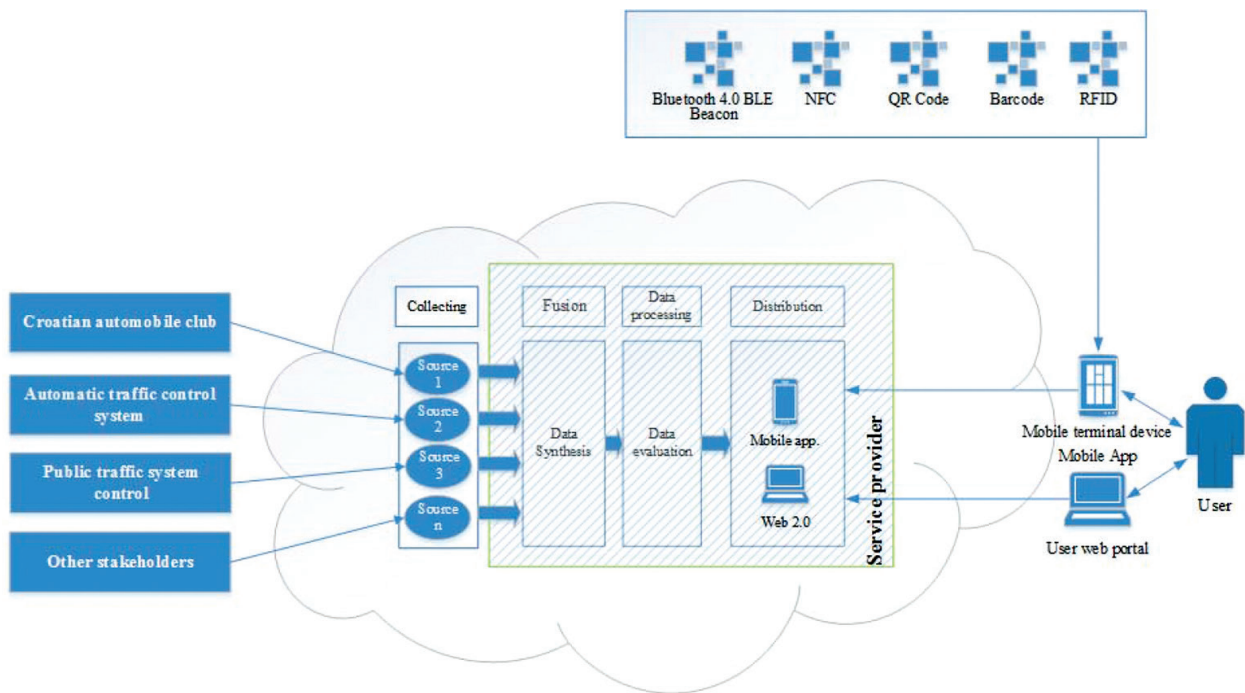 Bluetooth 4.0 BLE
Beacon
NFC
QR Code
Barcode
RFID
Collecting
Fusion
Data
processing
Distribution
Croatian automobile club
Automatic traffic control
system
Public traffic system
control
Other stakeholders
Source
1
Source
2
Source
3
Source
n
Data
Synthesis
Data
evaluation
Mobile app.
Web 2.0
Service provider
Mobile terminal device
Mobile App
User web portal
User